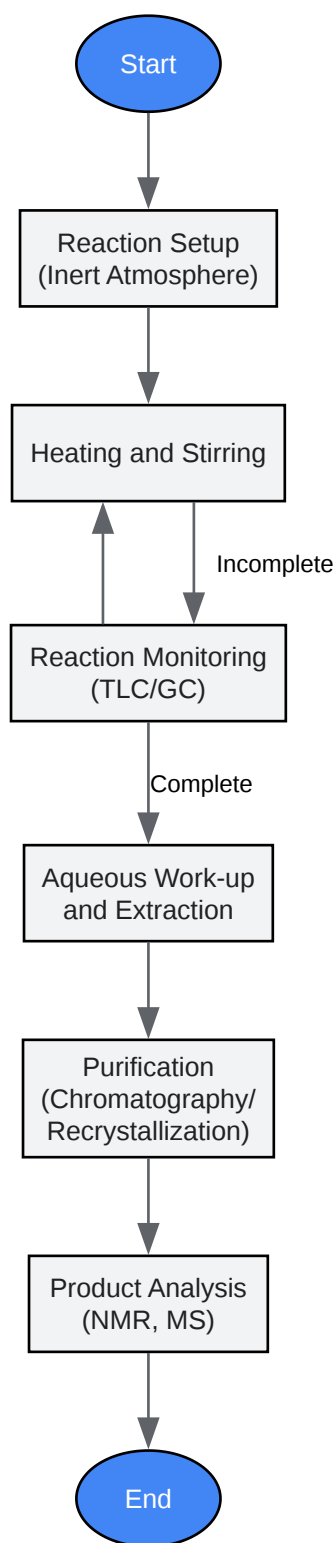 Start
Reaction Setup
(Inert Atmosphere)
Heating and Stirring
Incomplete
Reaction Monitoring
(TLC/GC)
Complete
Aqueous Work-up
and Extraction
Purification
(Chromatography/
Recrystallization)
Product Analysis
(NMR, MS)
End